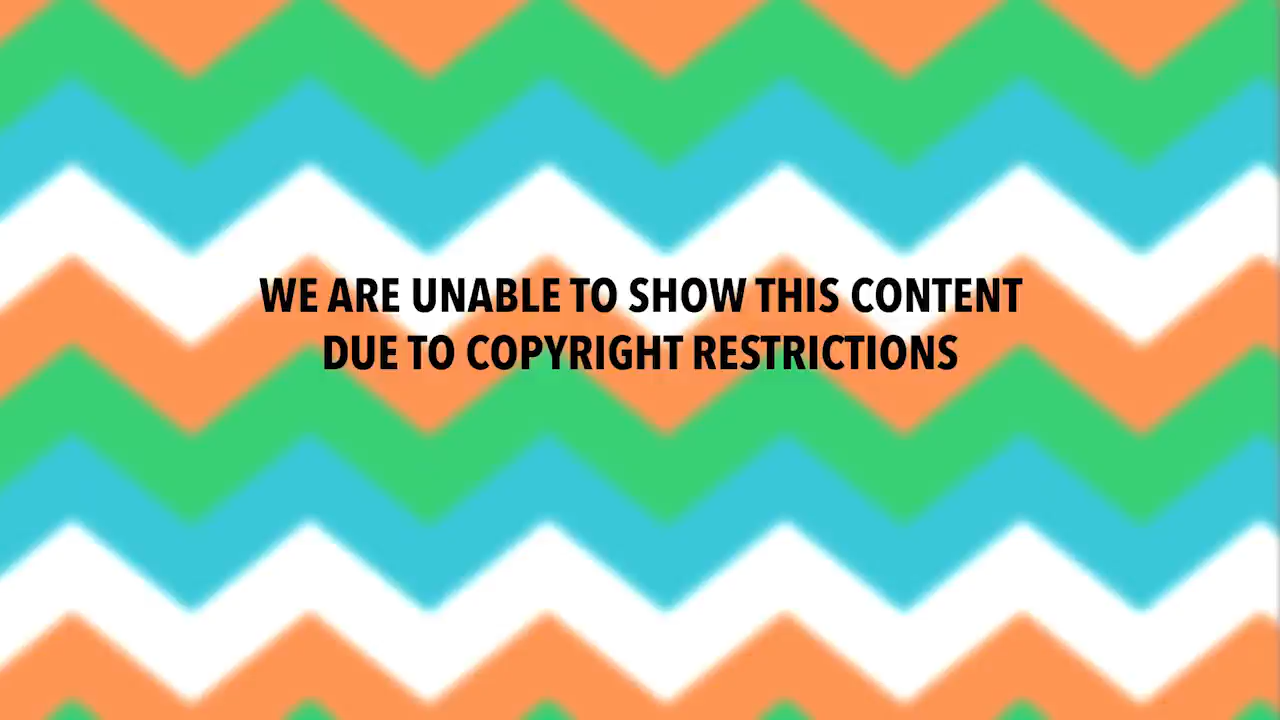 WE ARE UNABLE TO SHOW THIS CONTENT
DUE TO COPYRIGHT RESTRICTIONS